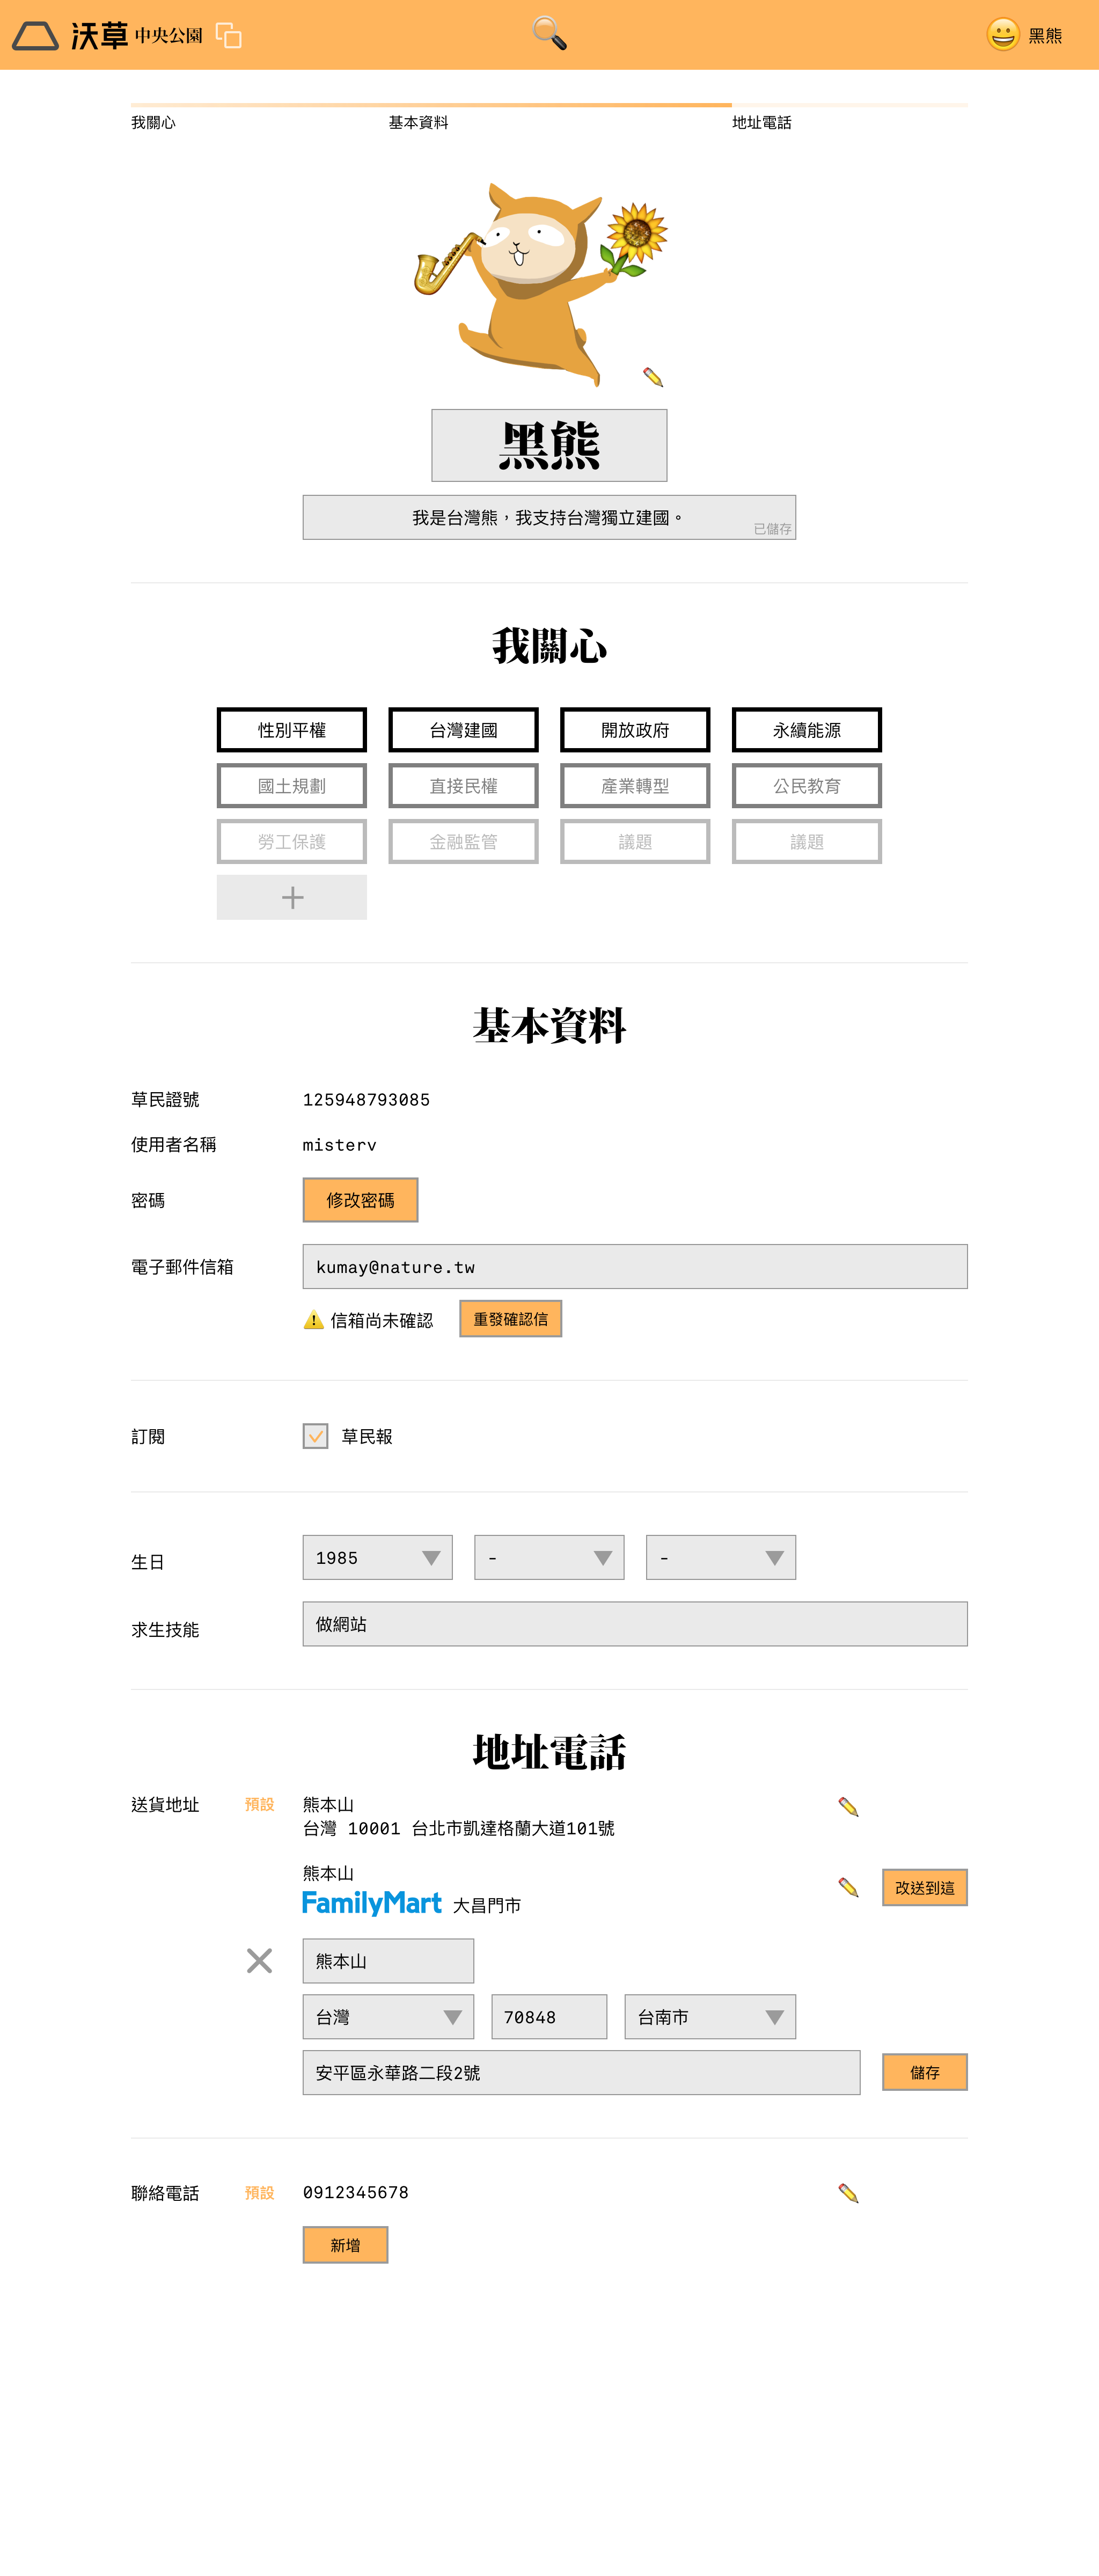 沃草 中央公園
黑熊
我關心 基本資料 地址電話
黑熊
我是台灣熊，我支持台灣獨立建國。
已儲存
我關心
性別平權 台灣建國 開放政府 永續能源
國土規劃 直接民權 產業轉型 公民教育
勞工保護 金融監管 議題 議題
基本資料
草民證號 125948793085
使用者名稱 misterv
密碼 修改密碼
電子郵件信箱 kumay@nature.tw
信箱尚未確認 重發確認信
訂閱 草民報
生日 1985 - -
求生技能 做網站
地址電話
送貨地址 預設 熊本山
台灣 10001 台北市凱達格蘭大道101號
熊本山
FamilyMart 大昌門市 改送到這
熊本山
台灣 70848 台南市
安平區永華路二段2號 儲存
聯絡電話 預設 0912345678
新增